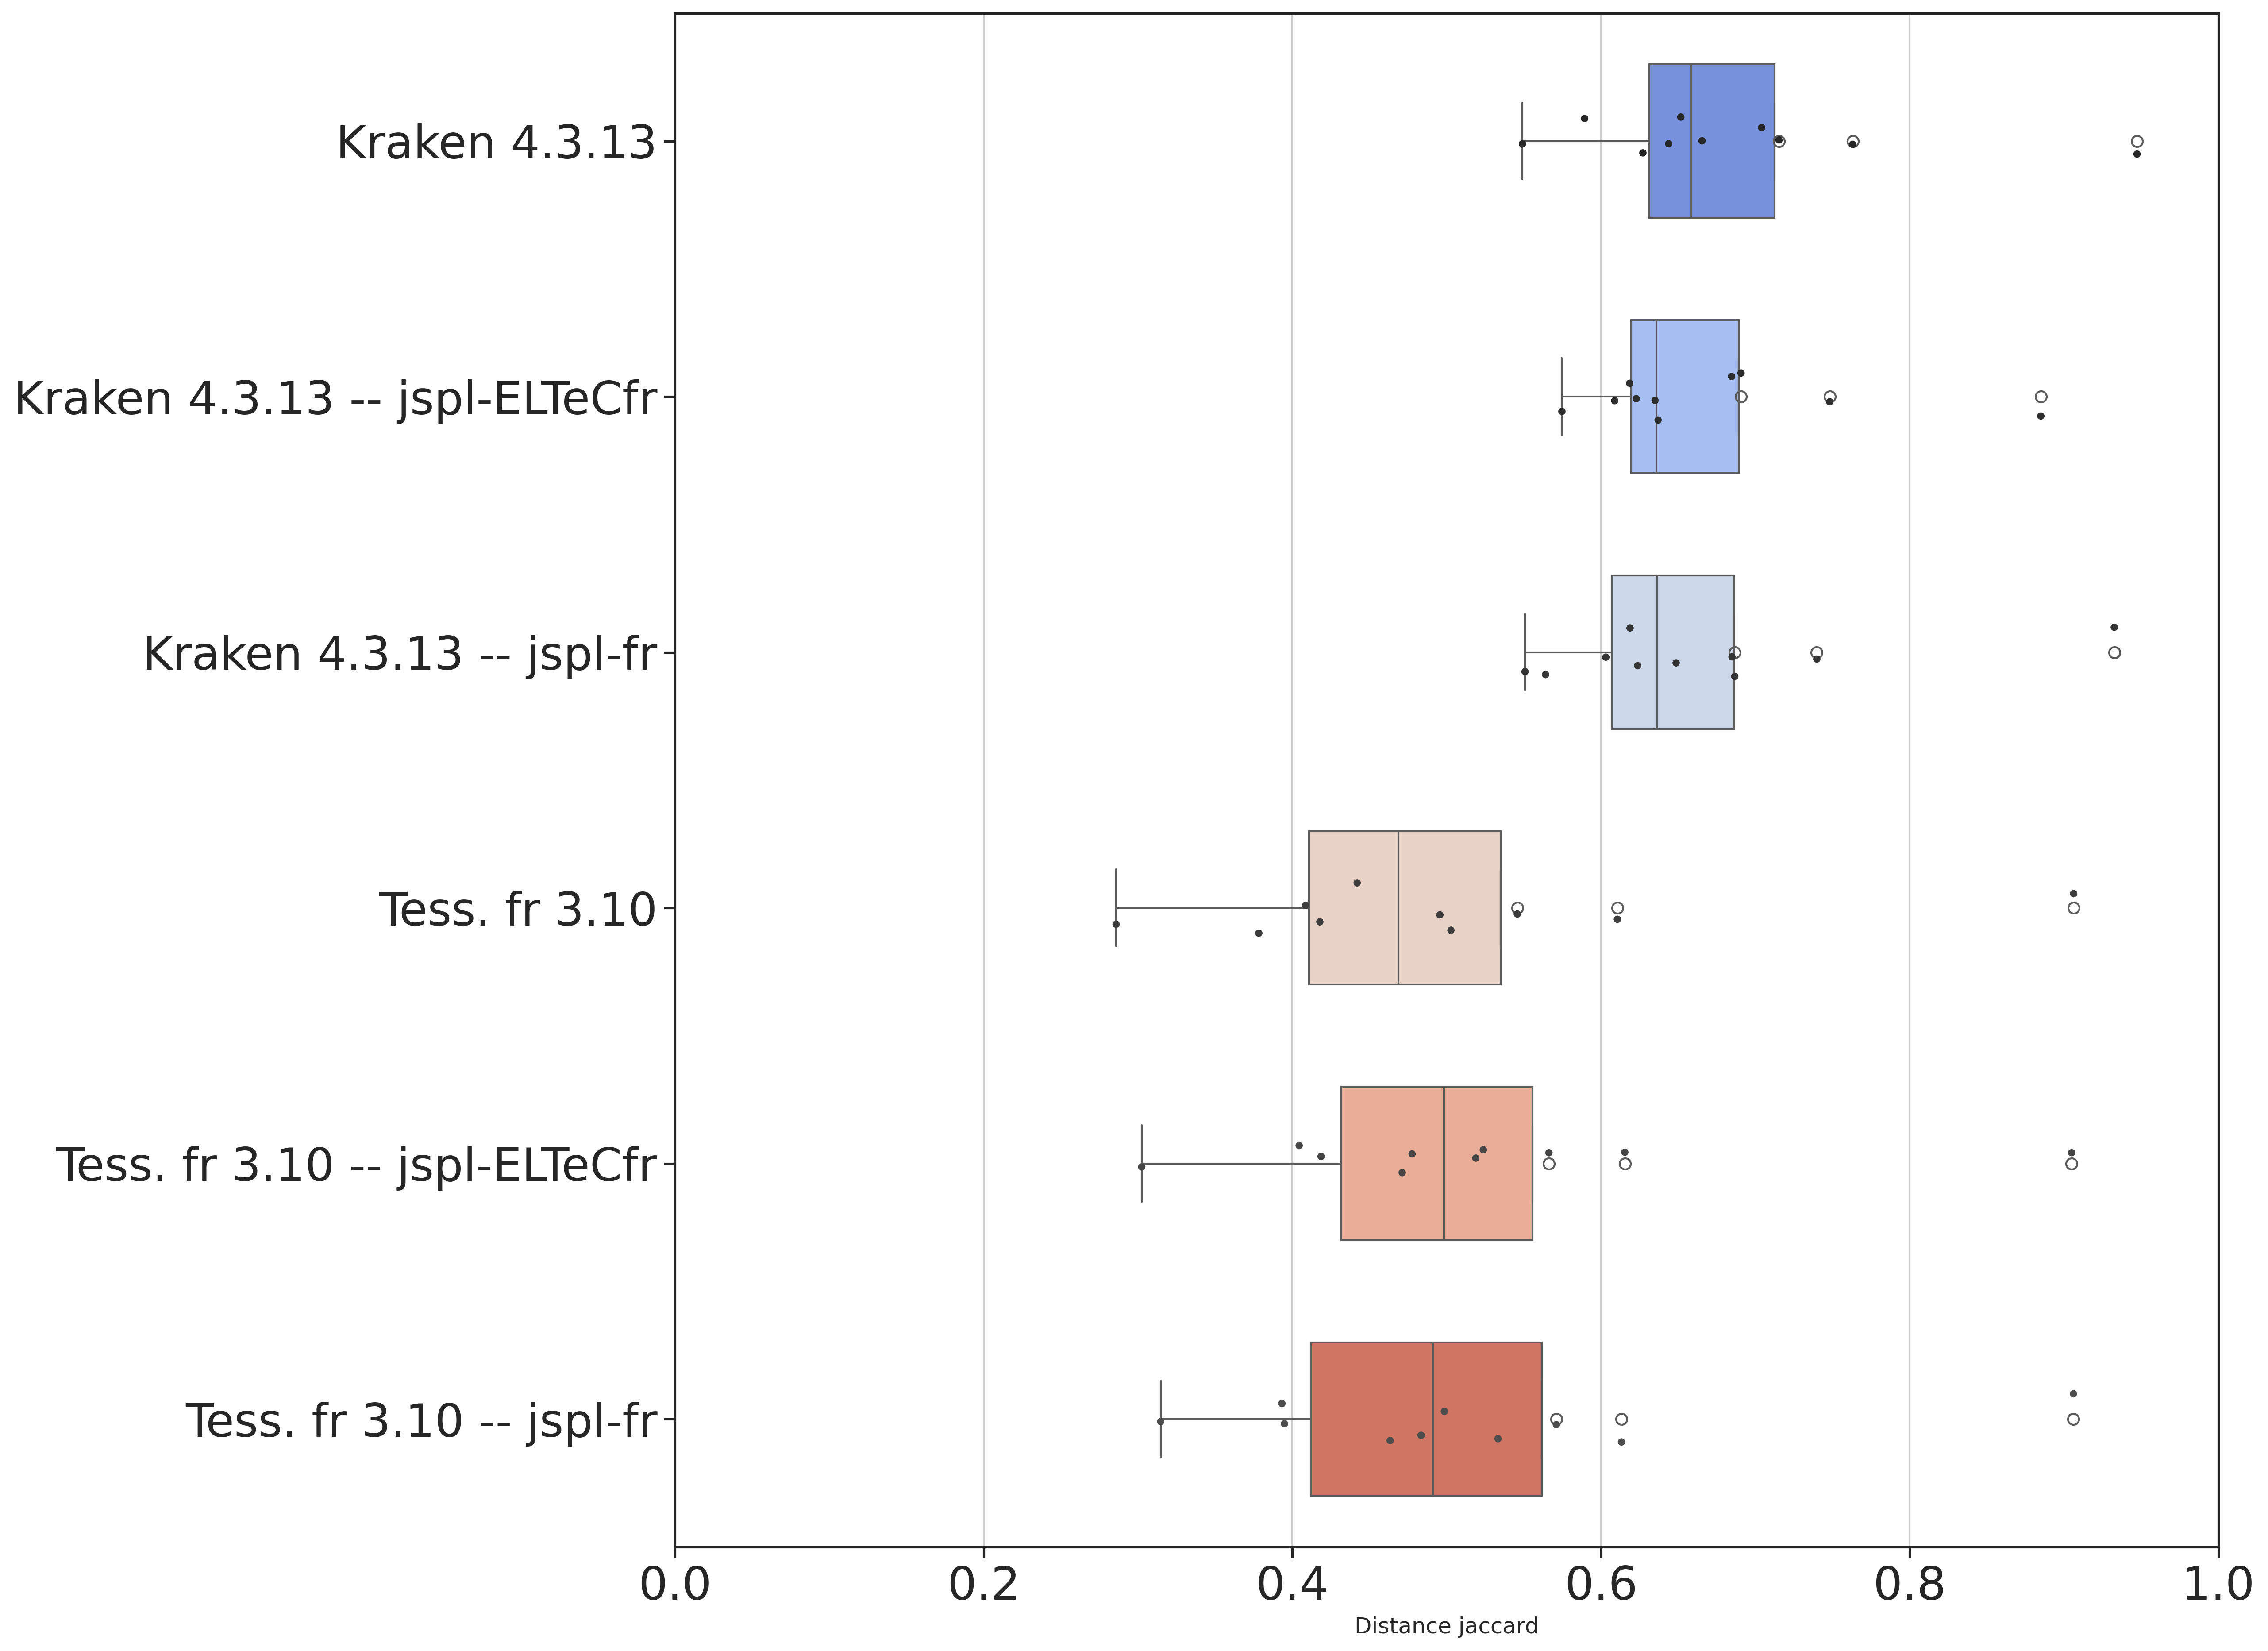 Kraken 4.3.13
Kraken 4.3.13 -- jspl-ELTeCfr
Kraken 4.3.13 -- jspl-fr
Tess. fr 3.10
Tess. fr 3.10 -- jspl-ELTeCfr
Tess. fr 3.10 -- jspl-fr
0.0 0.2 0.4 0.6 0.8 1.0
Distance jaccard